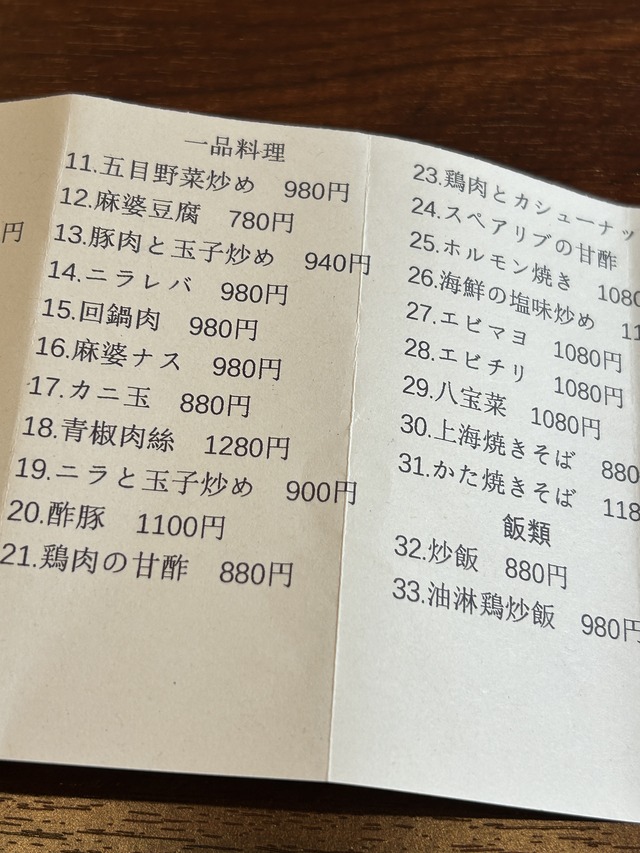 円
一品料理
11.五目野菜炒め 980円
12.麻婆豆腐 780円
13.豚肉と玉子炒め 940円
14.ニラレバ 980円
15.回鍋肉 980円
16.麻婆ナス 980円
17.カニ玉 880円
18.青椒肉絲 1280円
19.ニラと玉子炒め 900円
20.酢豚 1100円
21.鶏肉の甘酢 880円
23.鶏肉とカシューナッ
24.スペアリブの甘酢
25.ホルモン焼き 1080
26.海鮮の塩味炒め 11
27.エビマヨ 1080円
28.エビチリ 1080円
29.八宝菜 1080円
30.上海焼きそば 880
31.かた焼きそば 118
飯類
32.炒飯 880円
33.油淋鶏炒飯 980円